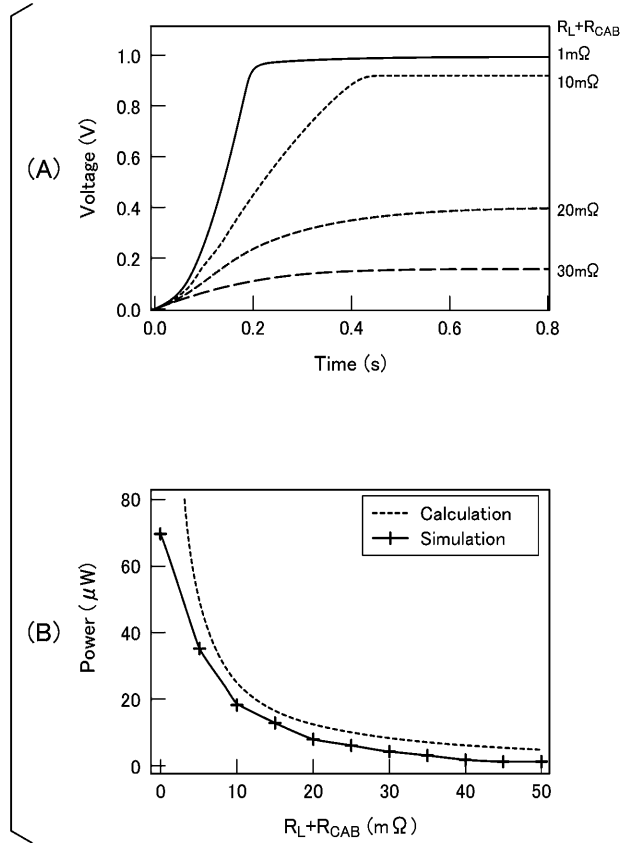 (A)
Voltage (V)
1.0
0.8
0.6
0.4
0.2
0.0
0.0 0.2 0.4 0.6 0.8
Time (s)
RL+RCAB
1mΩ
10mΩ
20mΩ
30mΩ
(B)
Power (μW)
80
60
40
20
0
0 10 20 30 40 50
RL+RCAB (mΩ)
Calculation
Simulation